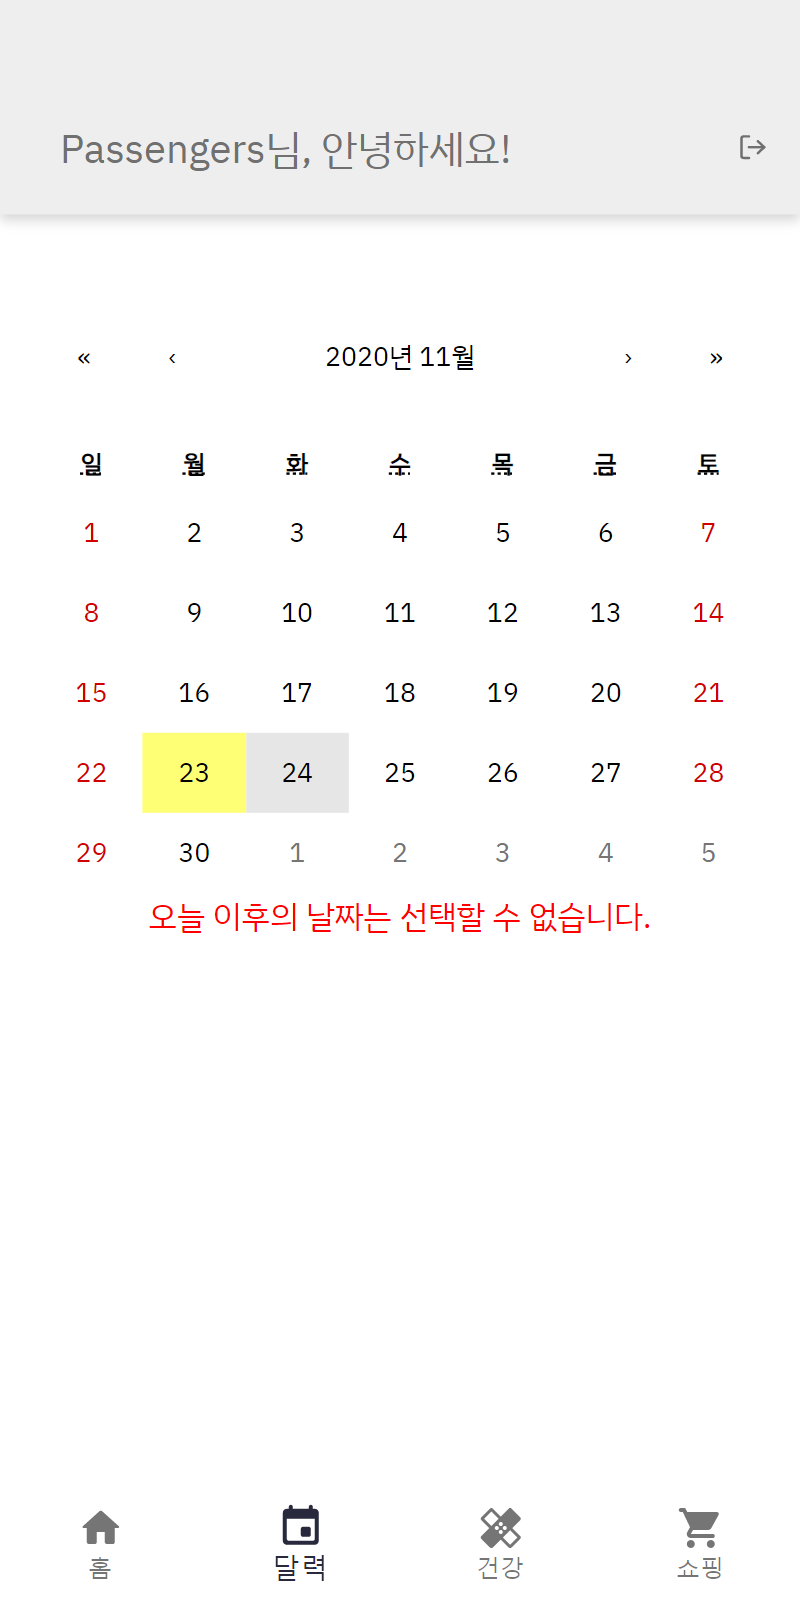 Passengers님, 안녕하세요!
« ‹ 2020년 11월 › »
일 월 화 수 목 금 토
1 2 3 4 5 6 7
8 9 10 11 12 13 14
15 16 17 18 19 20 21
22 23 24 25 26 27 28
29 30 1 2 3 4 5
오늘 이후의 날짜는 선택할 수 없습니다.
홈 달력 건강 쇼핑